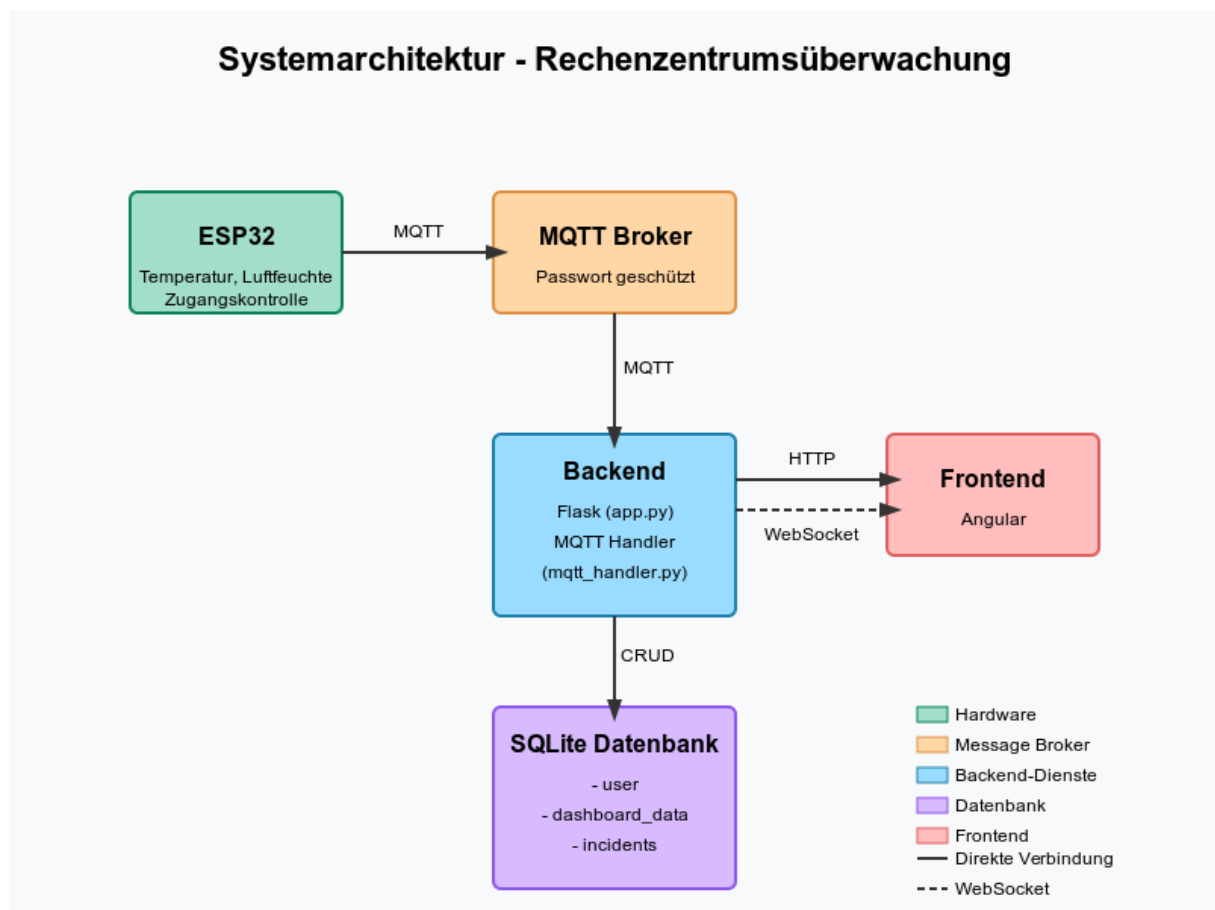 Systemarchitektur - Rechenzentrumsüberwachung
ESP32
Temperatur, Luftfeuchte
Zugangskontrolle
MQTT
MQTT Broker
Passwort geschützt
MQTT
Backend
Flask (app.py)
MQTT Handler
(mqtt_handler.py)
HTTP
WebSocket
Frontend
Angular
CRUD
SQLite Datenbank
- user
- dashboard_data
- incidents
Hardware
Message Broker
Backend-Dienste
Datenbank
Frontend
Direkte Verbindung
WebSocket